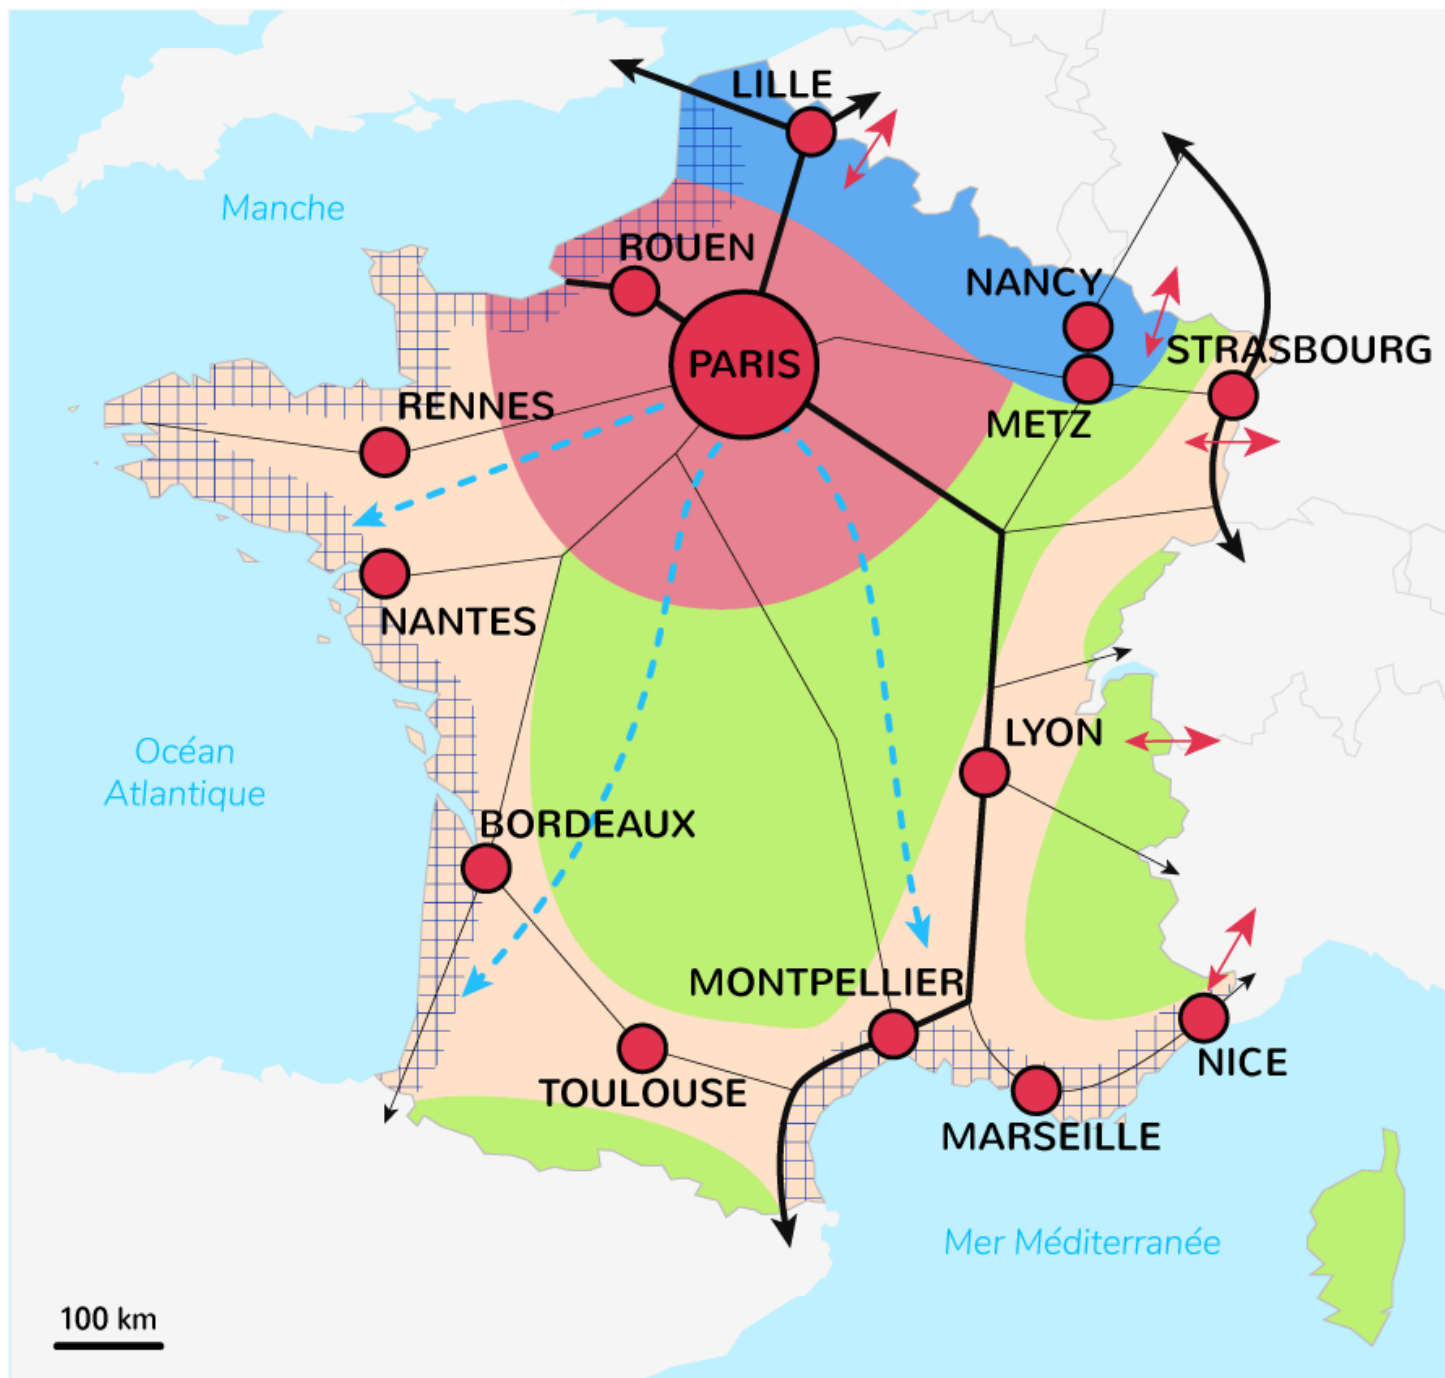 LILLE
Manche
ROUEN
NANCY
STRASBOURG
PARIS
RENNES
METZ
NANTES
LYON
Océan
Atlantique
BORDEAUX
MONTPELLIER
NICE
TOULOUSE
MARSEILLE
Mer Méditerranée
100 km